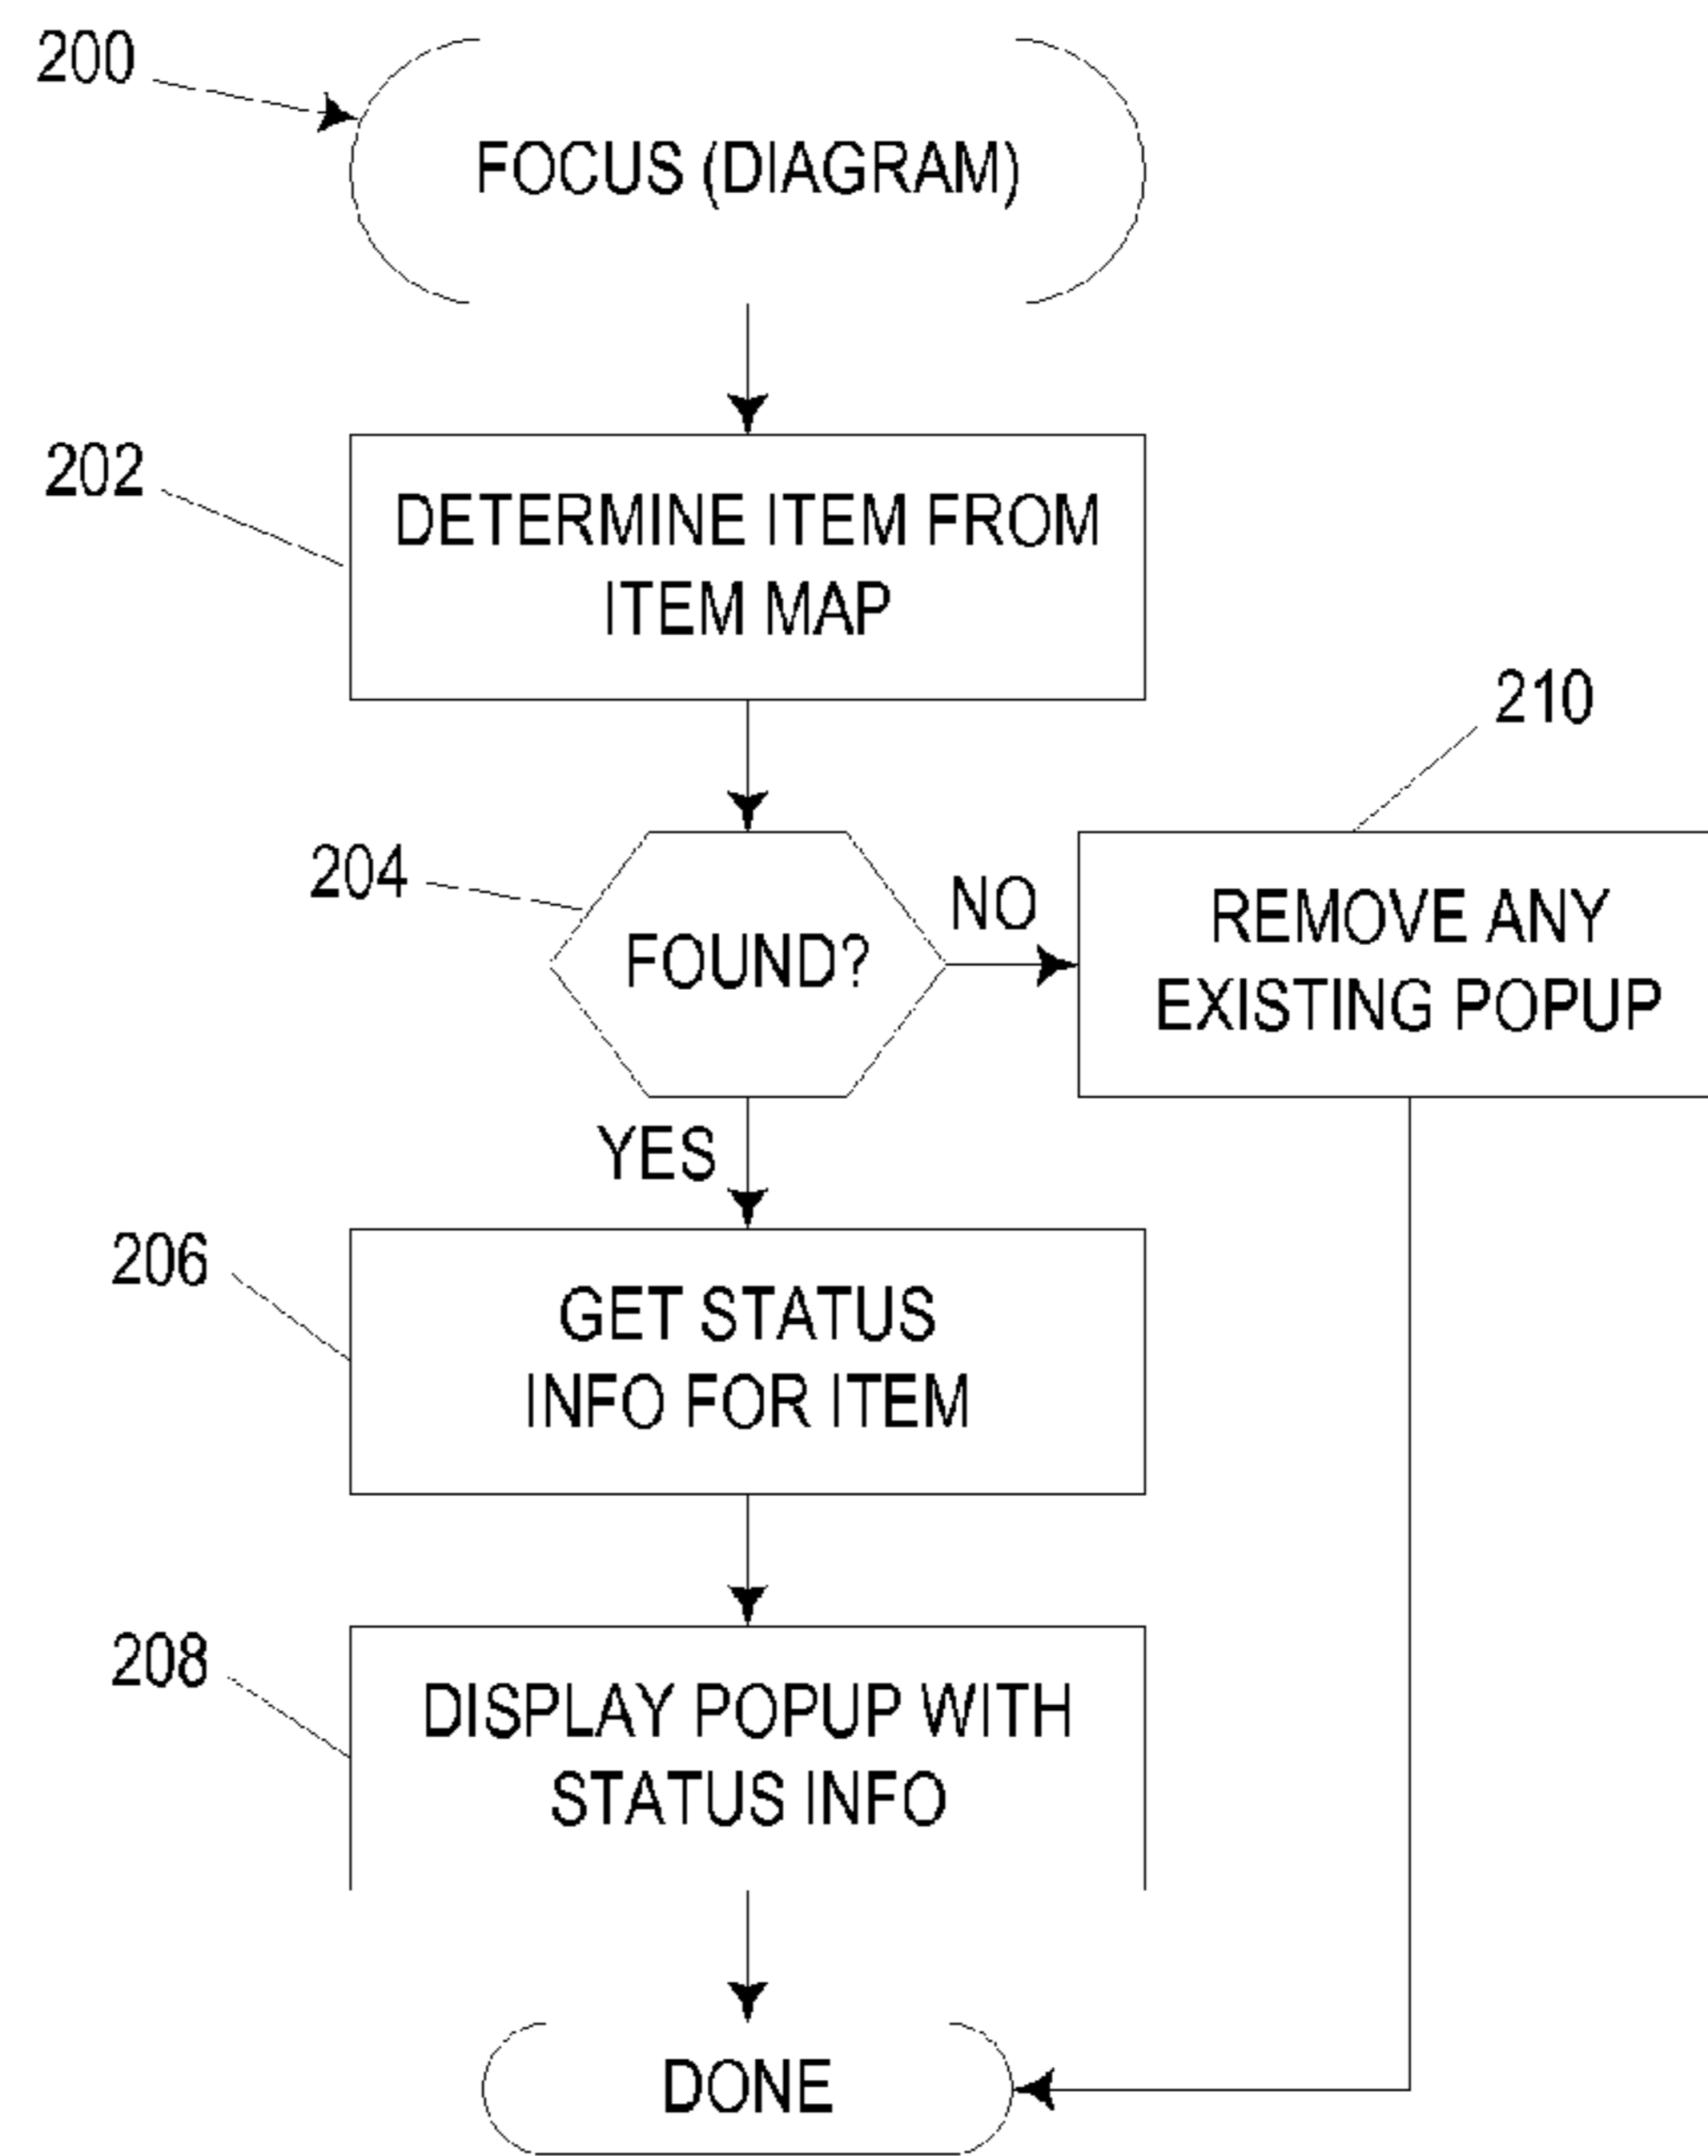 200
FOCUS (DIAGRAM)
202
DETERMINE ITEM FROM
ITEM MAP
210
204
FOUND?
NO
REMOVE ANY
EXISTING POPUP
YES
206
GET STATUS
INFO FOR ITEM
208
DISPLAY POPUP WITH
STATUS INFO
DONE